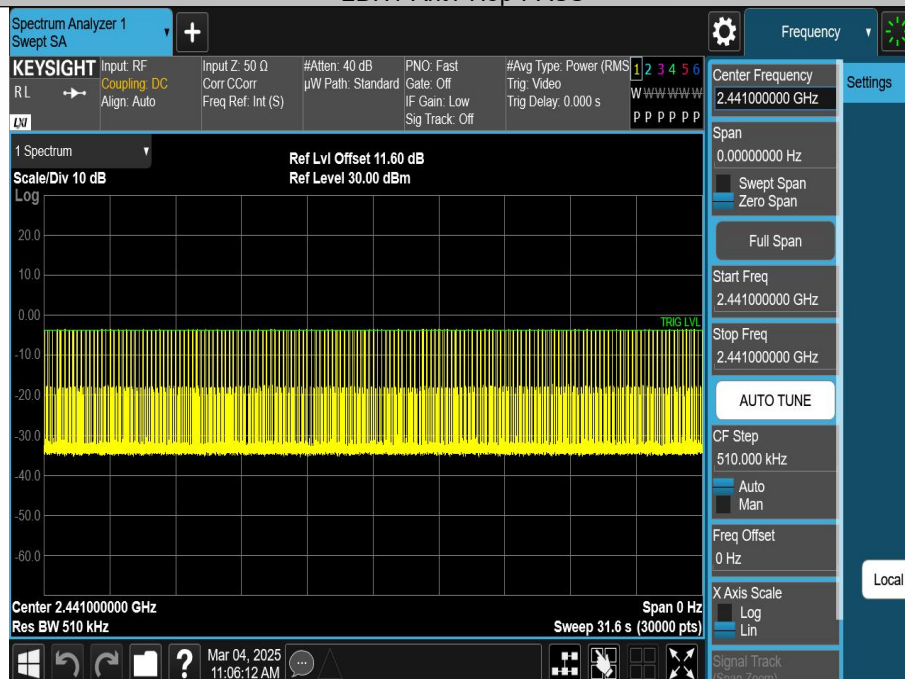 Spectrum Analyzer 1
Swept SA
Frequency
KEYSIGHT
RL
LXI
Input: RF
Coupling: DC
Align: Auto
Input Z: 50 Ω
Corr CCorr
Freq Ref: Int (S)
#Atten: 40 dB
µW Path: Standard
PNO: Fast
Gate: Off
IF Gain: Low
Sig Track: Off
#Avg Type: Power (RMS
Trig: Video
Trig Delay: 0.000 s
1 2 3 4 5 6
W W W W W W
P P P P P P
Center Frequency
2.441000000 GHz
Settings
Span
0.00000000 Hz
Swept Span
Zero Span
Full Span
Start Freq
2.441000000 GHz
Stop Freq
2.441000000 GHz
AUTO TUNE
CF Step
510.000 kHz
Auto
Man
Freq Offset
0 Hz
X Axis Scale
Log
Lin
Signal Track
(Span Zoom)
Local
1 Spectrum
Scale/Div 10 dB
Log
Ref Lvl Offset 11.60 dB
Ref Level 30.00 dBm
20.0
10.0
0.00
TRIG LVL
-10.0
-20.0
-30.0
-40.0
-50.0
-60.0
Center 2.441000000 GHz
Res BW 510 kHz
Span 0 Hz
Sweep 31.6 s (30000 pts)
?
Mar 04, 2025
11:06:12 AM